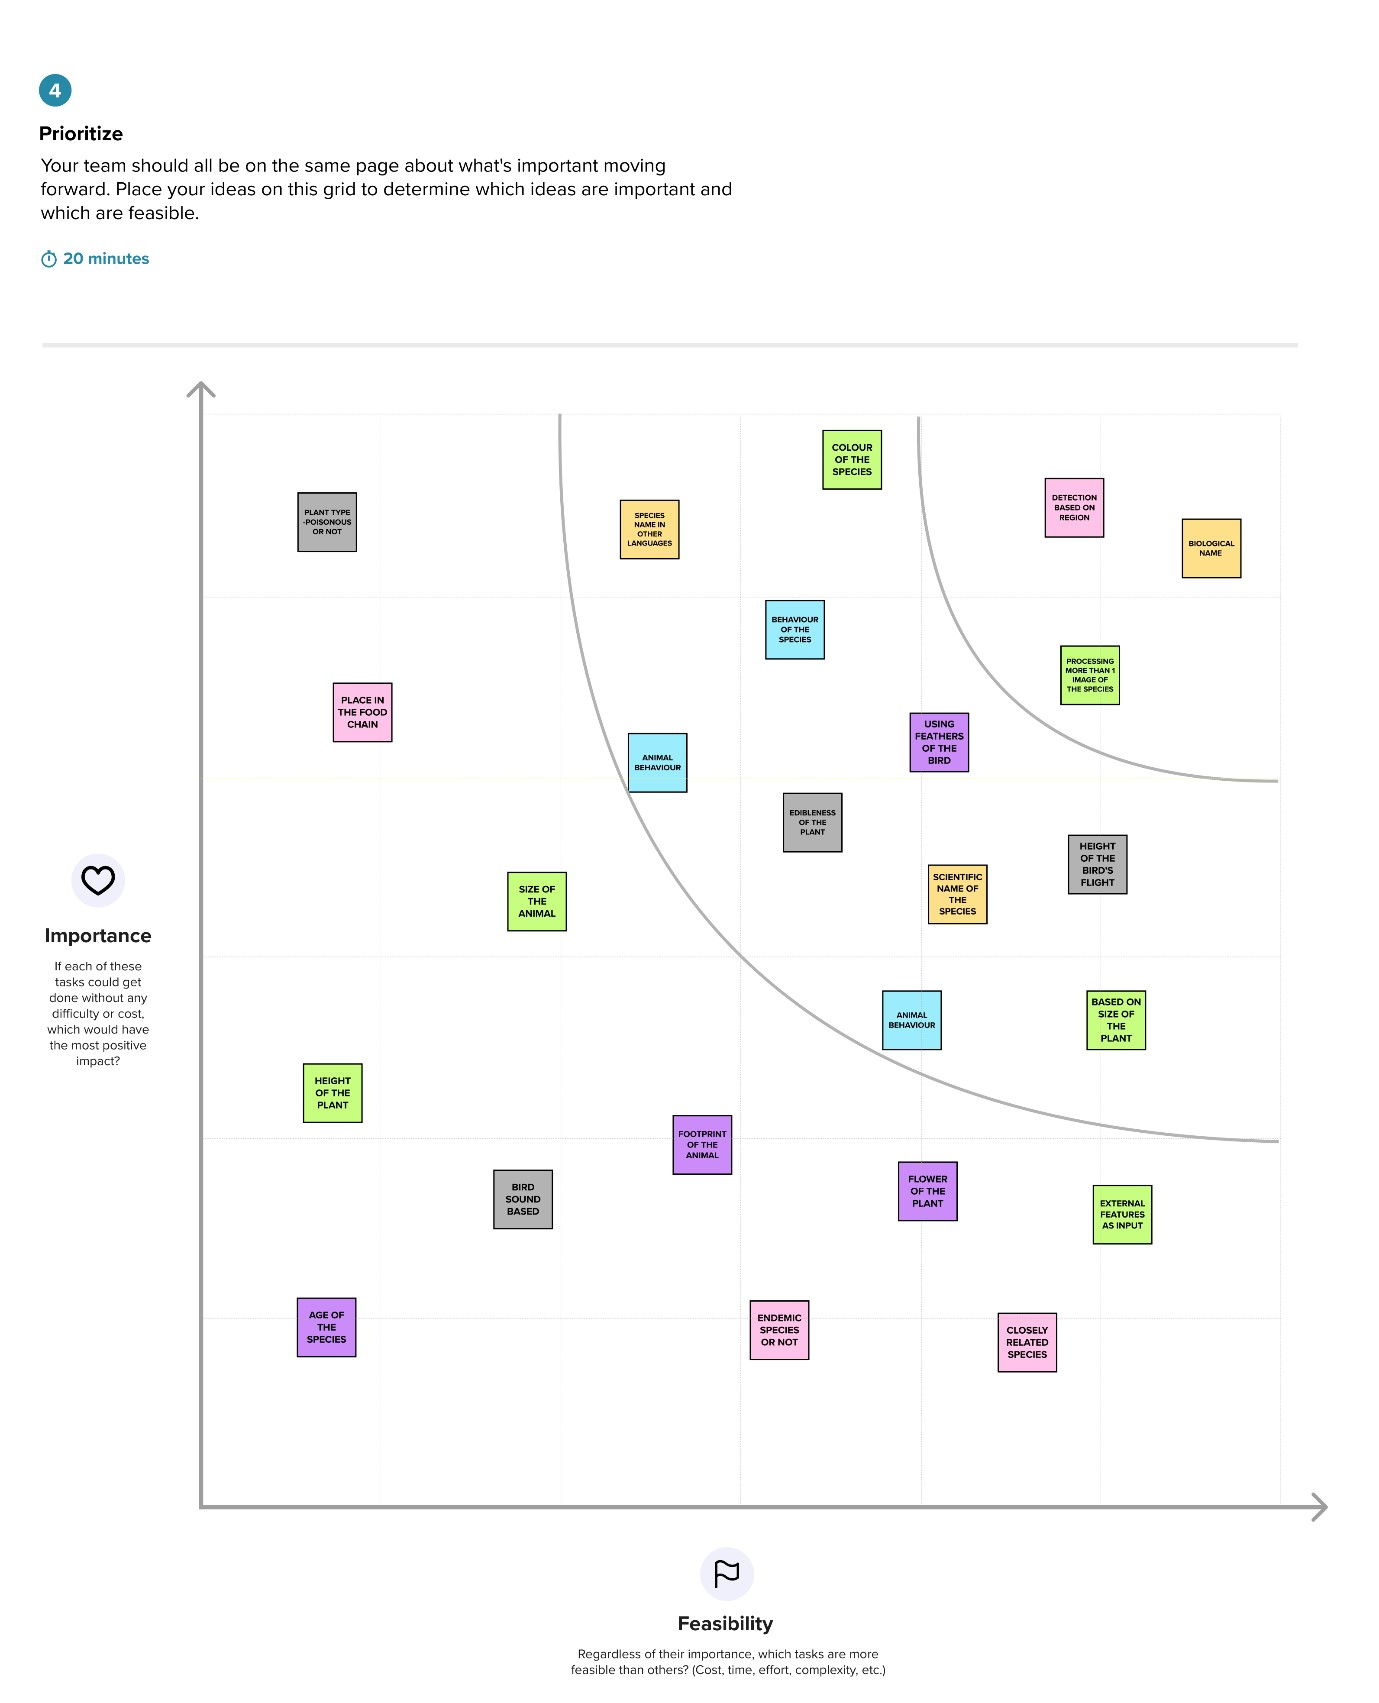 4
Prioritize
Your team should all be on the same page about what's important moving
forward. Place your ideas on this grid to determine which ideas are important and
which are feasible.
20 minutes
COLOUR
OF THE
SPECIES
DETECTION
BASED ON
REGION
PLANT TYPE
-POISONOUS
OR NOT
SPECIES
NAME IN
OTHER
LANGUAGES
BIOLOGICAL
NAME
BEHAVIOUR
OF THE
SPECIES
PROCESSING
MORE THAN 1
IMAGE OF
THE SPECIES
PLACE IN
THE FOOD
CHAIN
USING
FEATHERS
OF THE
BIRD
ANIMAL
BEHAVIOUR
EDIBLENESS
OF THE
PLANT
HEIGHT
OF THE
BIRD'S
FLIGHT
SIZE OF
THE
ANIMAL
SCIENTIFIC
NAME OF
THE
SPECIES
Importance
If each of these
tasks could get
done without any
difficulty or cost,
which would have
the most positive
impact?
ANIMAL
BEHAVIOUR
BASED ON
SIZE OF
THE
PLANT
HEIGHT
OF THE
PLANT
FOOTPRINT
OF THE
ANIMAL
BIRD
SOUND
BASED
FLOWER
OF THE
PLANT
EXTERNAL
FEATURES
AS INPUT
AGE OF
THE
SPECIES
ENDEMIC
SPECIES
OR NOT
CLOSELY
RELATED
SPECIES
Feasibility
Regardless of their importance, which tasks are more
feasible than others? (Cost, time, effort, complexity, etc.)